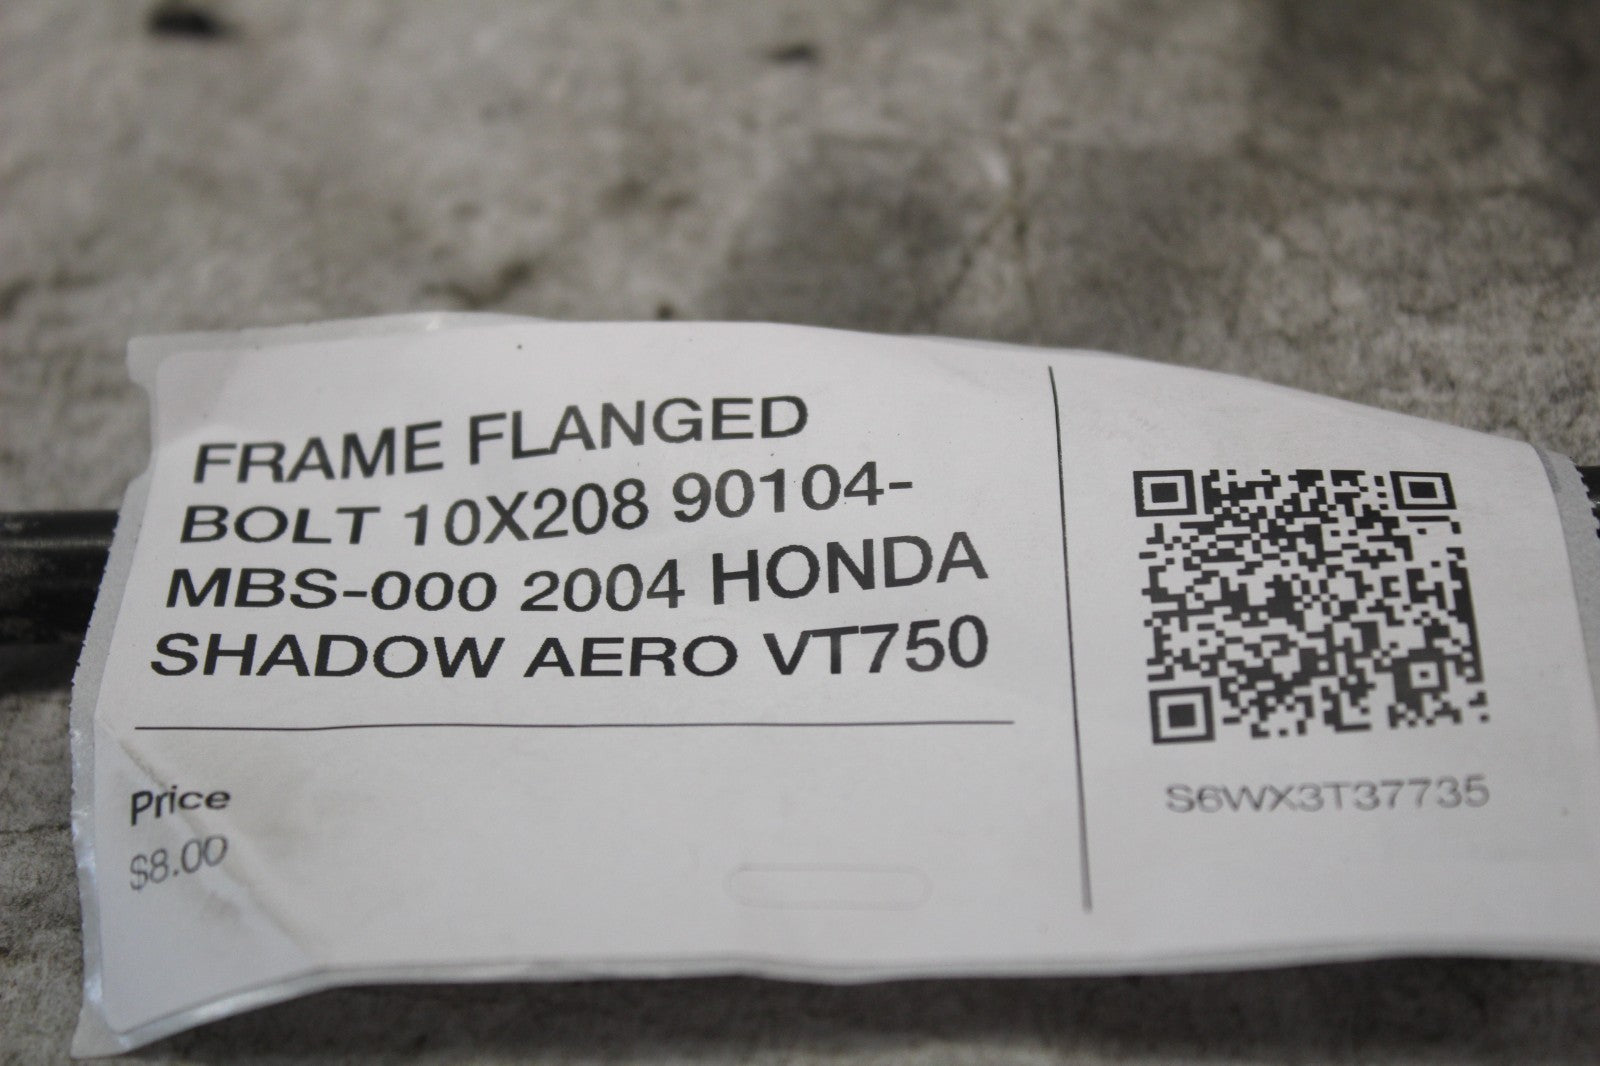 FRAME FLANGED
BOLT 10X208 90104-
MBS-000 2004 HONDA
SHADOW AERO VT750
Price
$8.00
S6WX3T37735